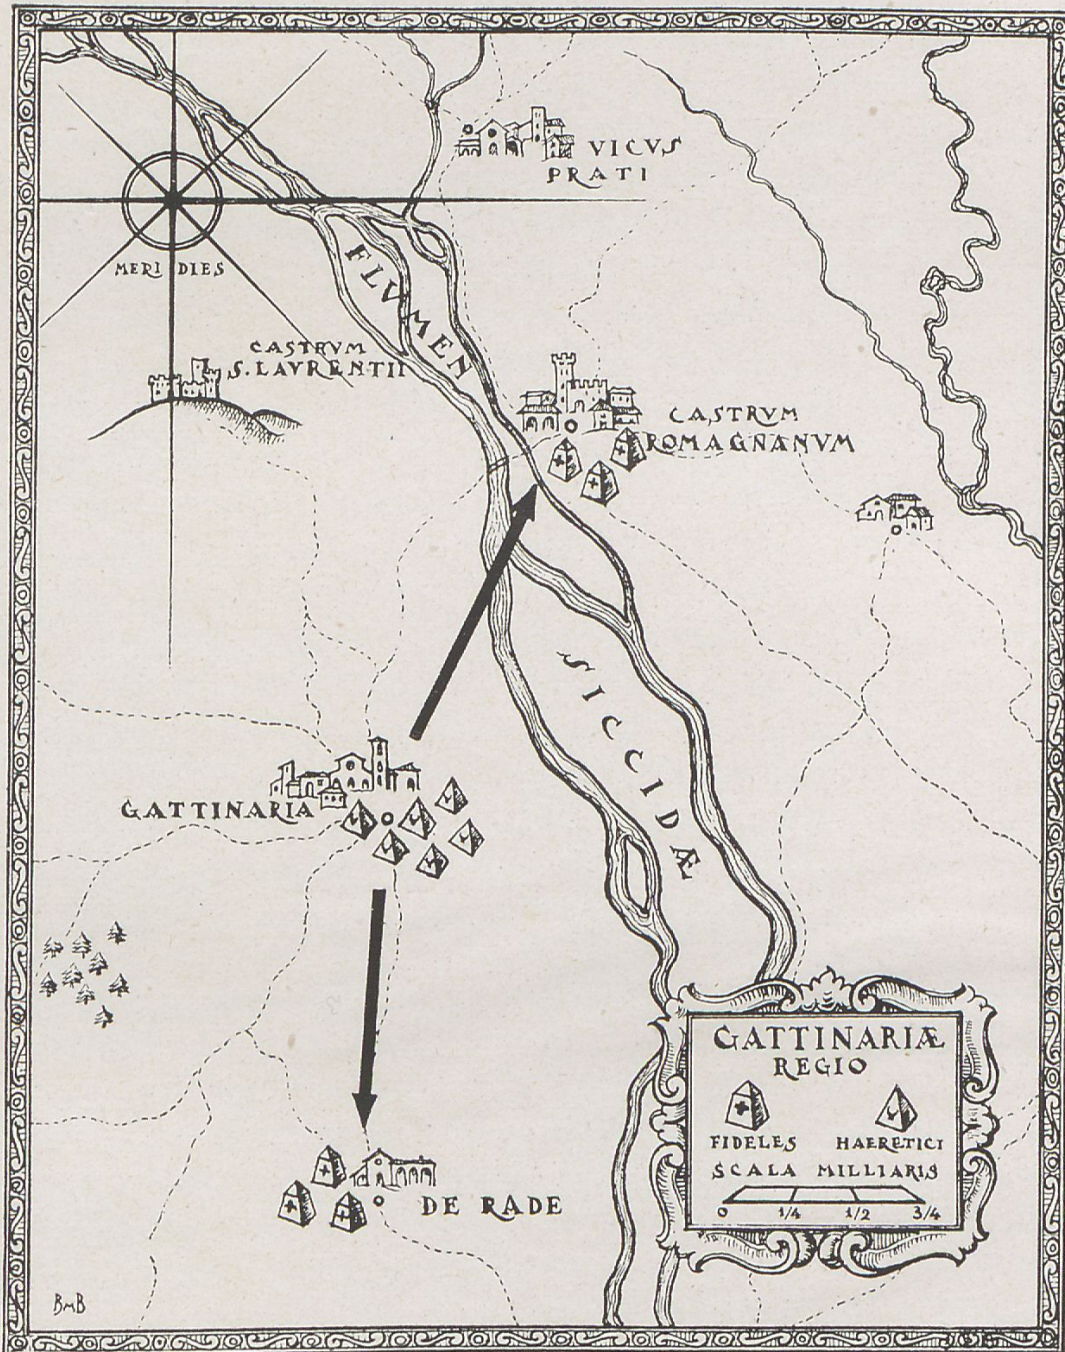 VICVS
PRATI
MERIDIES
FLVMEN
CASTRVM
S. LAVRENTII
CASTRVM
ROMAGNANVM
SICCIDÆ
GATTINARIA
DE RADE
GATTINARIÆ
REGIO
FIDELES HAERETICI
SCALA MILLIARIS
0 1/4 1/2 3/4
BMB